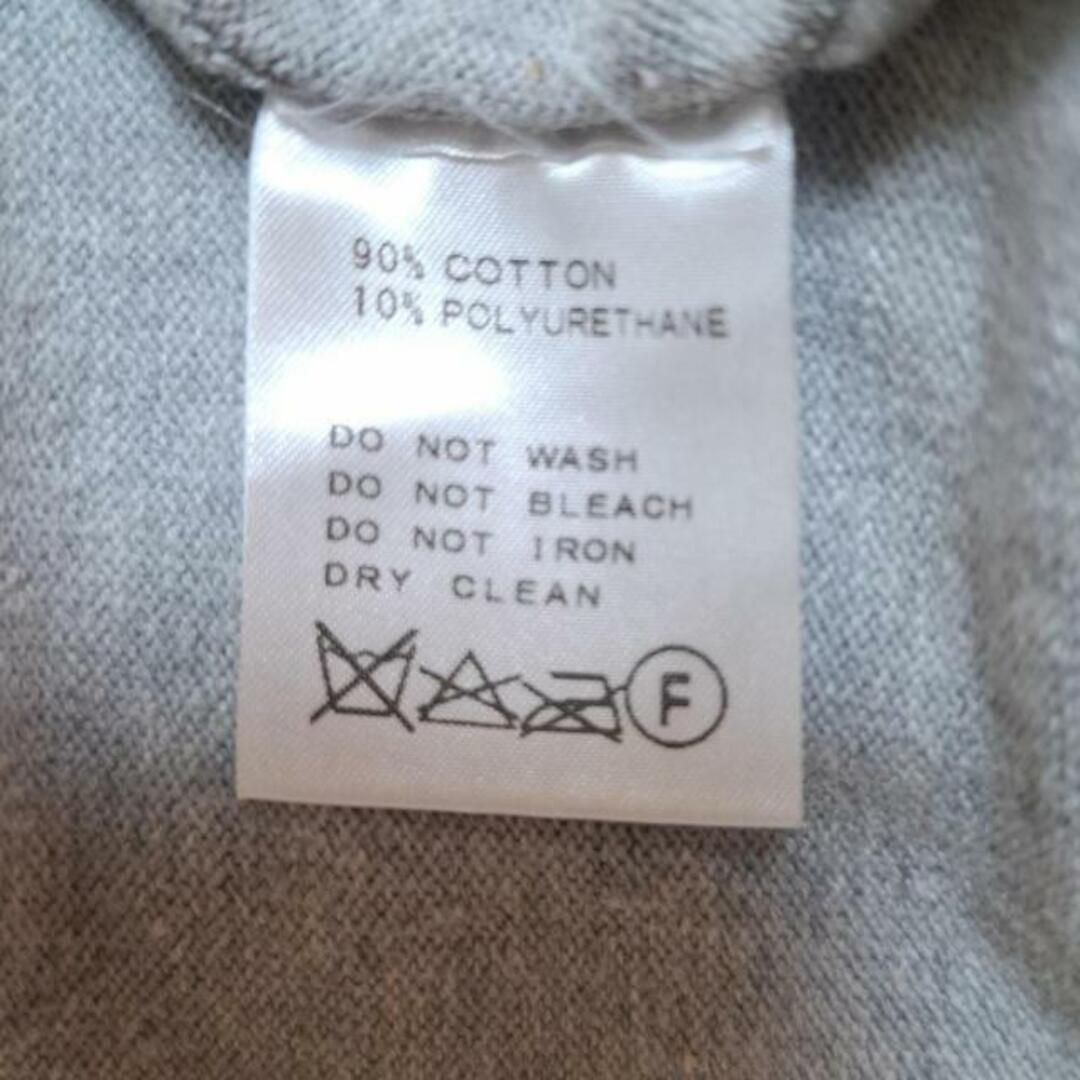 90% COTTON
10% POLYURETHANE
DO NOT WASH
DO NOT BLEACH
DO NOT IRON
DRY CLEAN
F